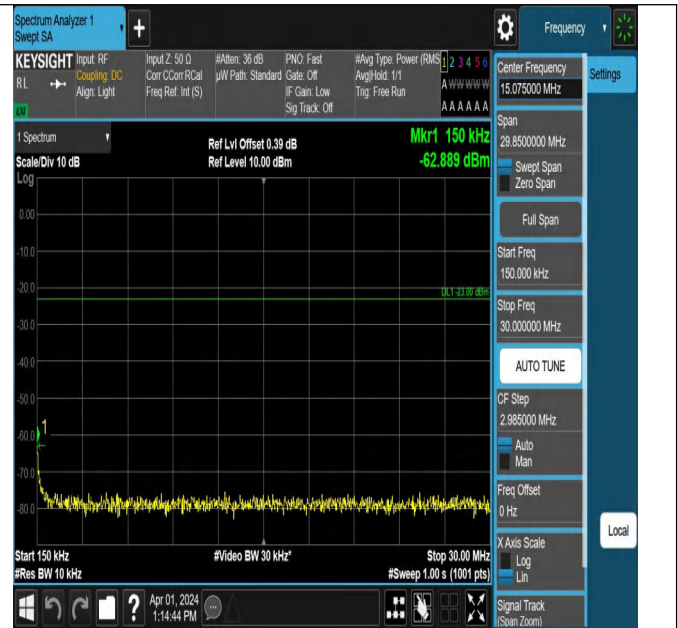 Spectrum Analyzer 1
Swept SA
+
Frequency
KEYSIGHT
RL
Input: RF
Coupling: DC
Align: Light
Input Z: 50 Ω
Corr CCorr RCal
Freq Ref: Int (S)
#Atten: 36 dB
µW Path: Standard
PNO: Fast
Gate: Off
IF Gain: Low
Sig Track: Off
#Avg Type: Power (RMS
Avg|Hold: 1/1
Trig: Free Run
1 2 3 4 5 6
A W W W W W
A A A A A A
1 Spectrum
Scale/Div 10 dB
Log
Ref Lvl Offset 0.39 dB
Ref Level 10.00 dBm
Mkr1 150 kHz
-62.889 dBm
0.00
-10.0
-20.0
-30.0
-40.0
-50.0
-60.0
-70.0
-80.0
DL1 -23.00 dBm
1
Start 150 kHz
#Res BW 10 kHz
#Video BW 30 kHz*
Stop 30.00 MHz
#Sweep 1.00 s (1001 pts)
Apr 01, 2024
1:14:44 PM
Center Frequency
15.075000 MHz
Settings
Span
29.8500000 MHz
Swept Span
Zero Span
Full Span
Start Freq
150.000 kHz
Stop Freq
30.000000 MHz
AUTO TUNE
CF Step
2.985000 MHz
Auto
Man
Freq Offset
0 Hz
X Axis Scale
Log
Lin
Local
Signal Track
(Span Zoom)